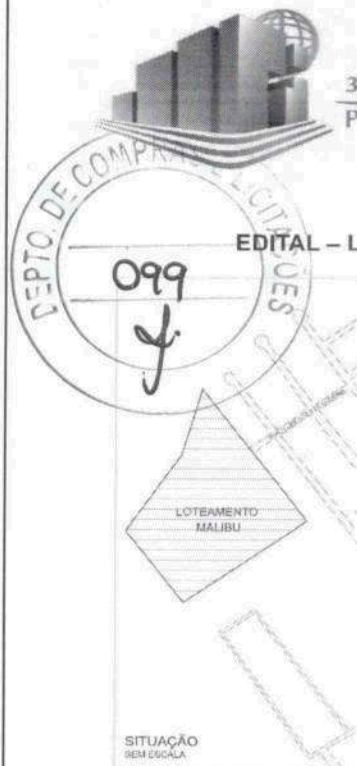 3
P
EDITAL – L
DEPTO. DE COMPRAS E LICITAÇÕES
099
LOTEAMENTO
MALIBU
SITUAÇÃO
SEM ESCALA